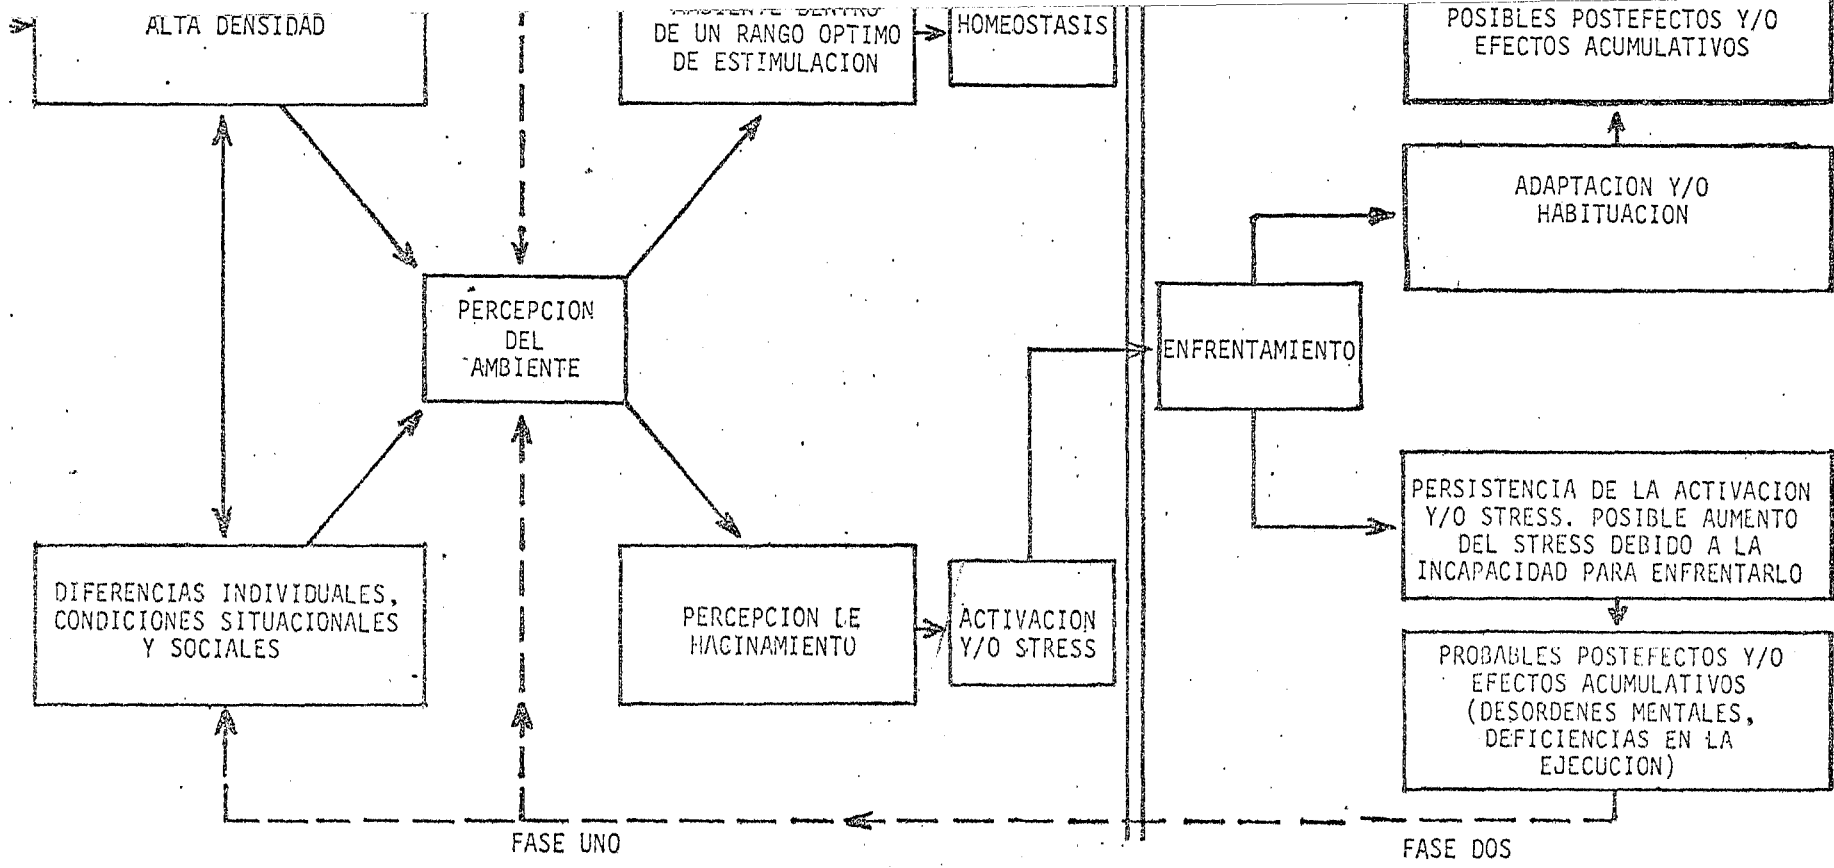 ALTA DENSIDAD
AMBIENTE DENTRO
DE UN RANGO OPTIMO
DE ESTIMULACION
HOMEOSTASIS
POSIBLES POSTEFECTOS Y/O
EFECTOS ACUMULATIVOS
ADAPTACION Y/O
HABITUACION
PERCEPCION
DEL
AMBIENTE
ENFRENTAMIENTO
PERSISTENCIA DE LA ACTIVACION
Y/O STRESS. POSIBLE AUMENTO
DEL STRESS DEBIDO A LA
INCAPACIDAD PARA ENFRENTARLO
DIFERENCIAS INDIVIDUALES,
CONDICIONES SITUACIONALES
Y SOCIALES
PERCEPCION DE
HACINAMIENTO
ACTIVACION
Y/O STRESS
PROBABLES POSTEFECTOS Y/O
EFECTOS ACUMULATIVOS
(DESORDENES MENTALES,
DEFICIENCIAS EN LA
EJECUCION)
FASE UNO
FASE DOS